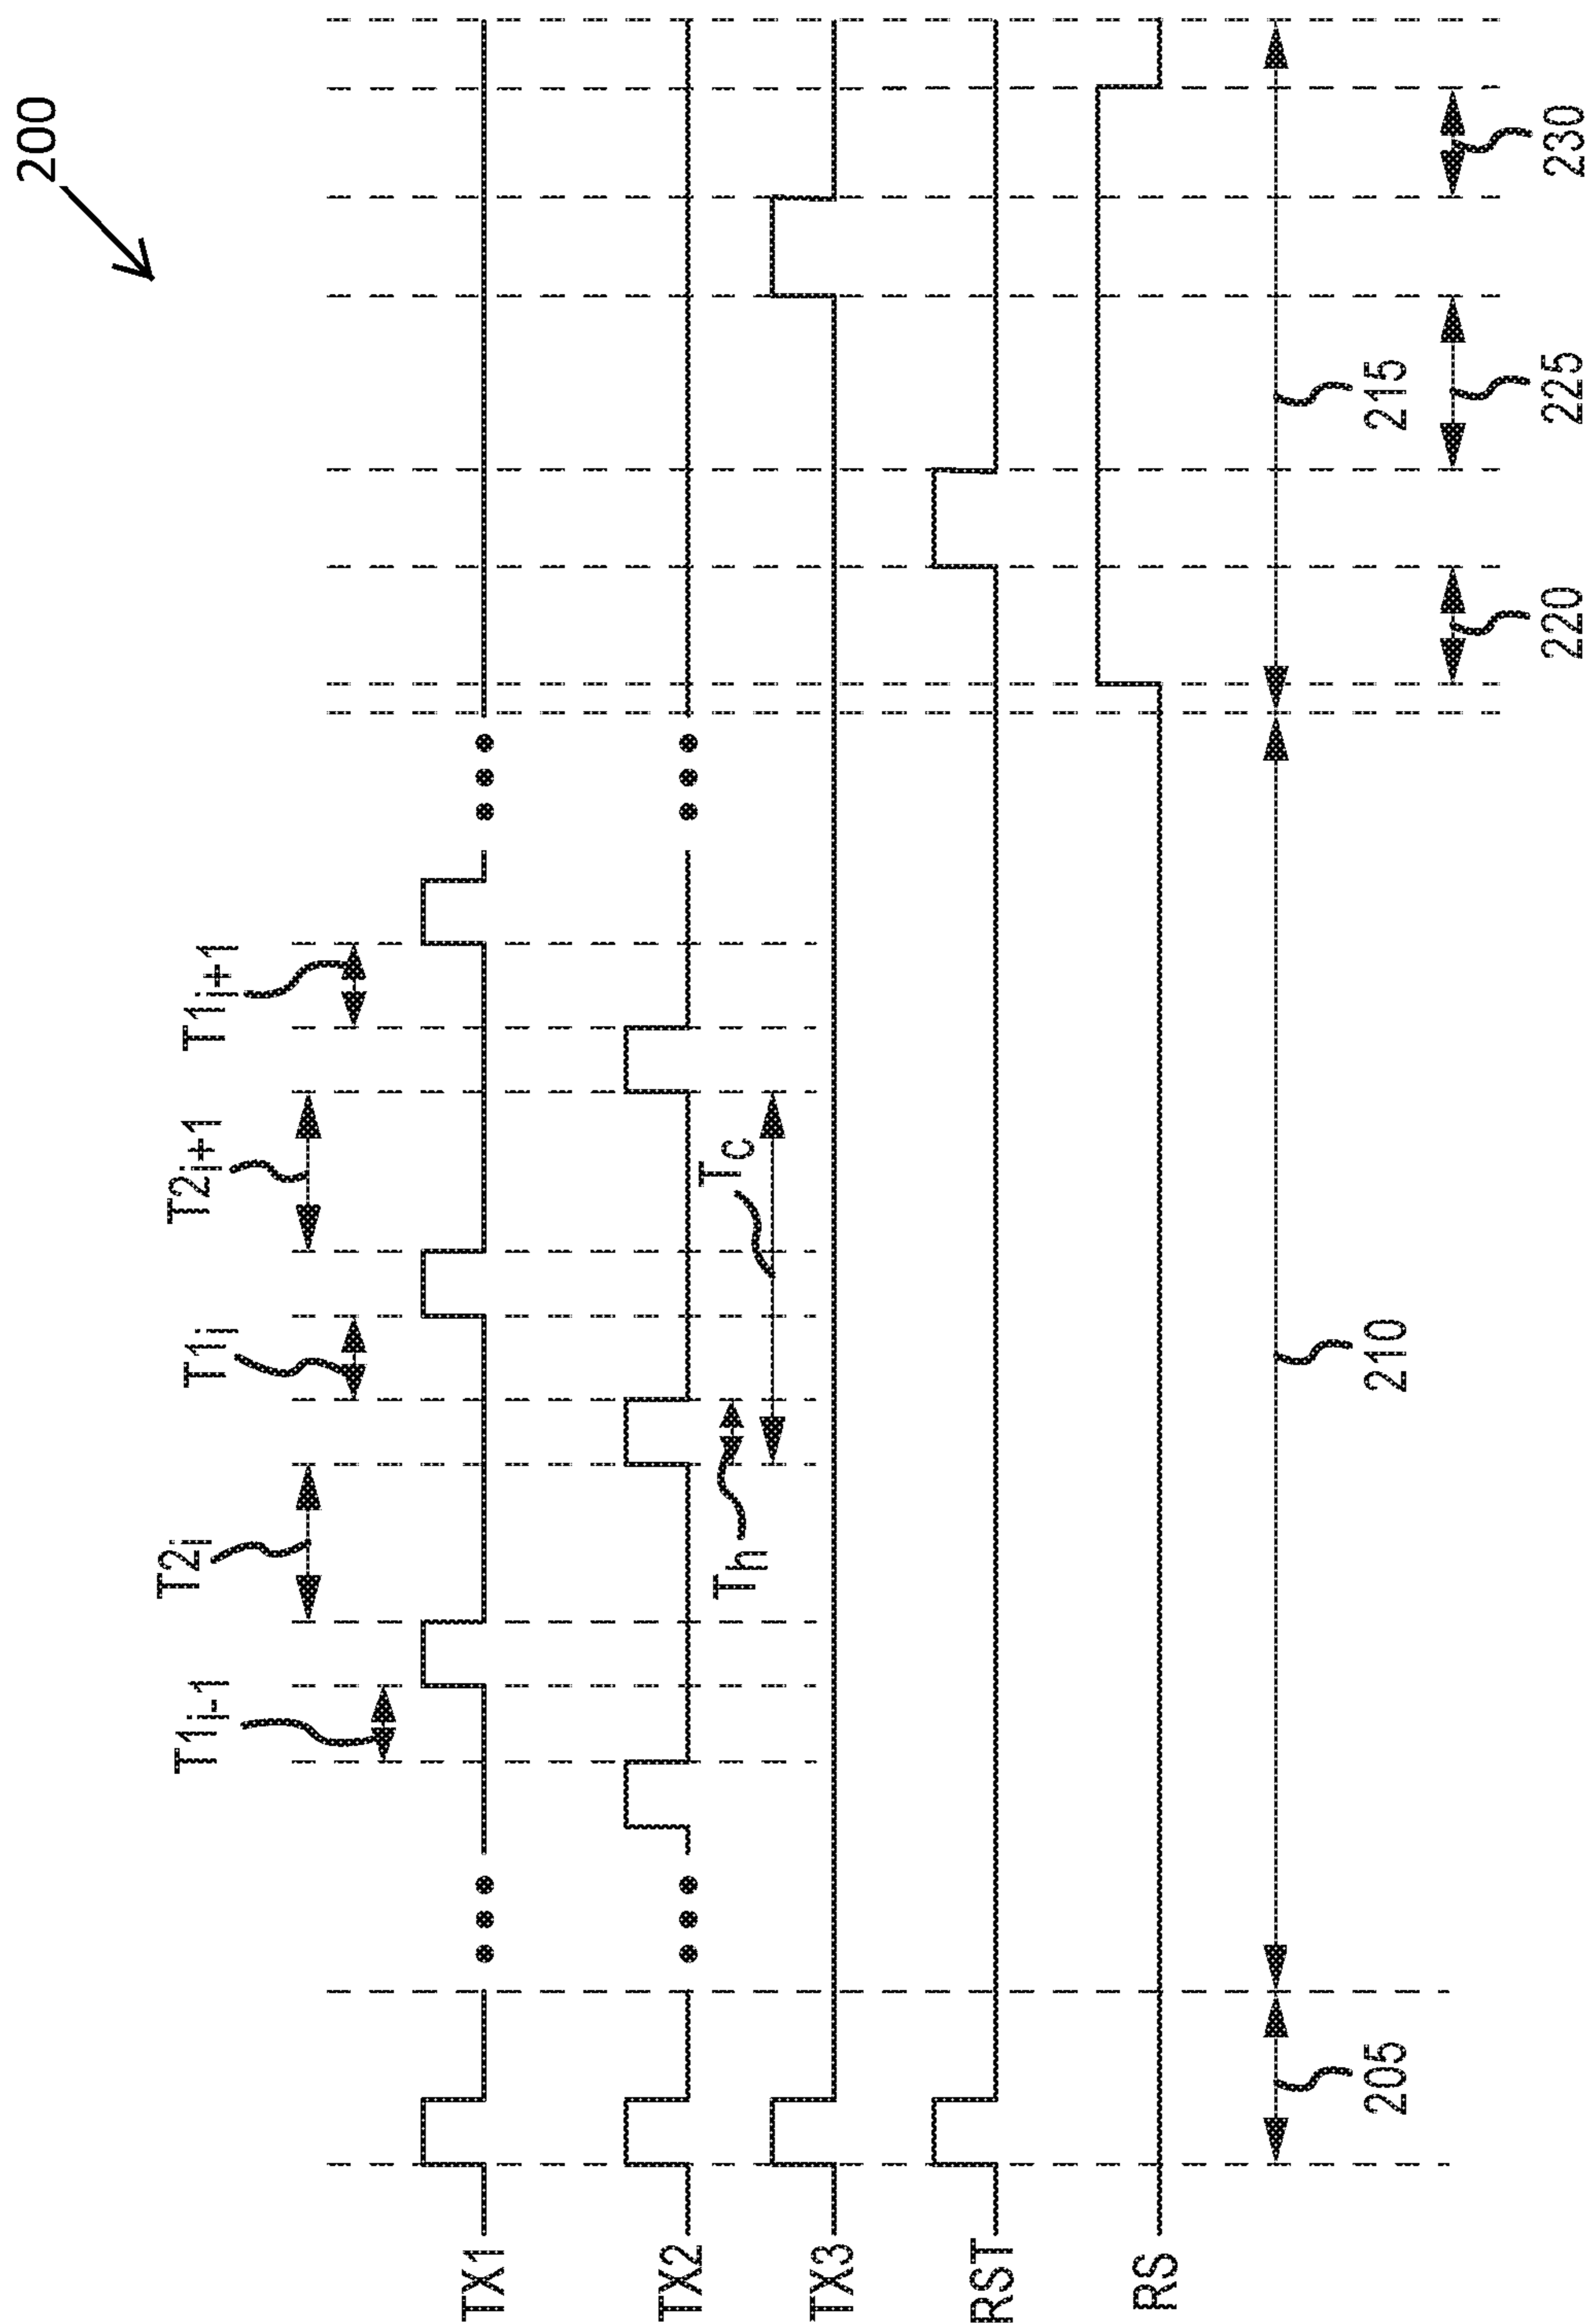 200
T1i-1
T2i
T1i
T2i+1
T1i+1
TX1
TX2
Th
Tc
TX3
RST
RS
205
210
215
220
225
230